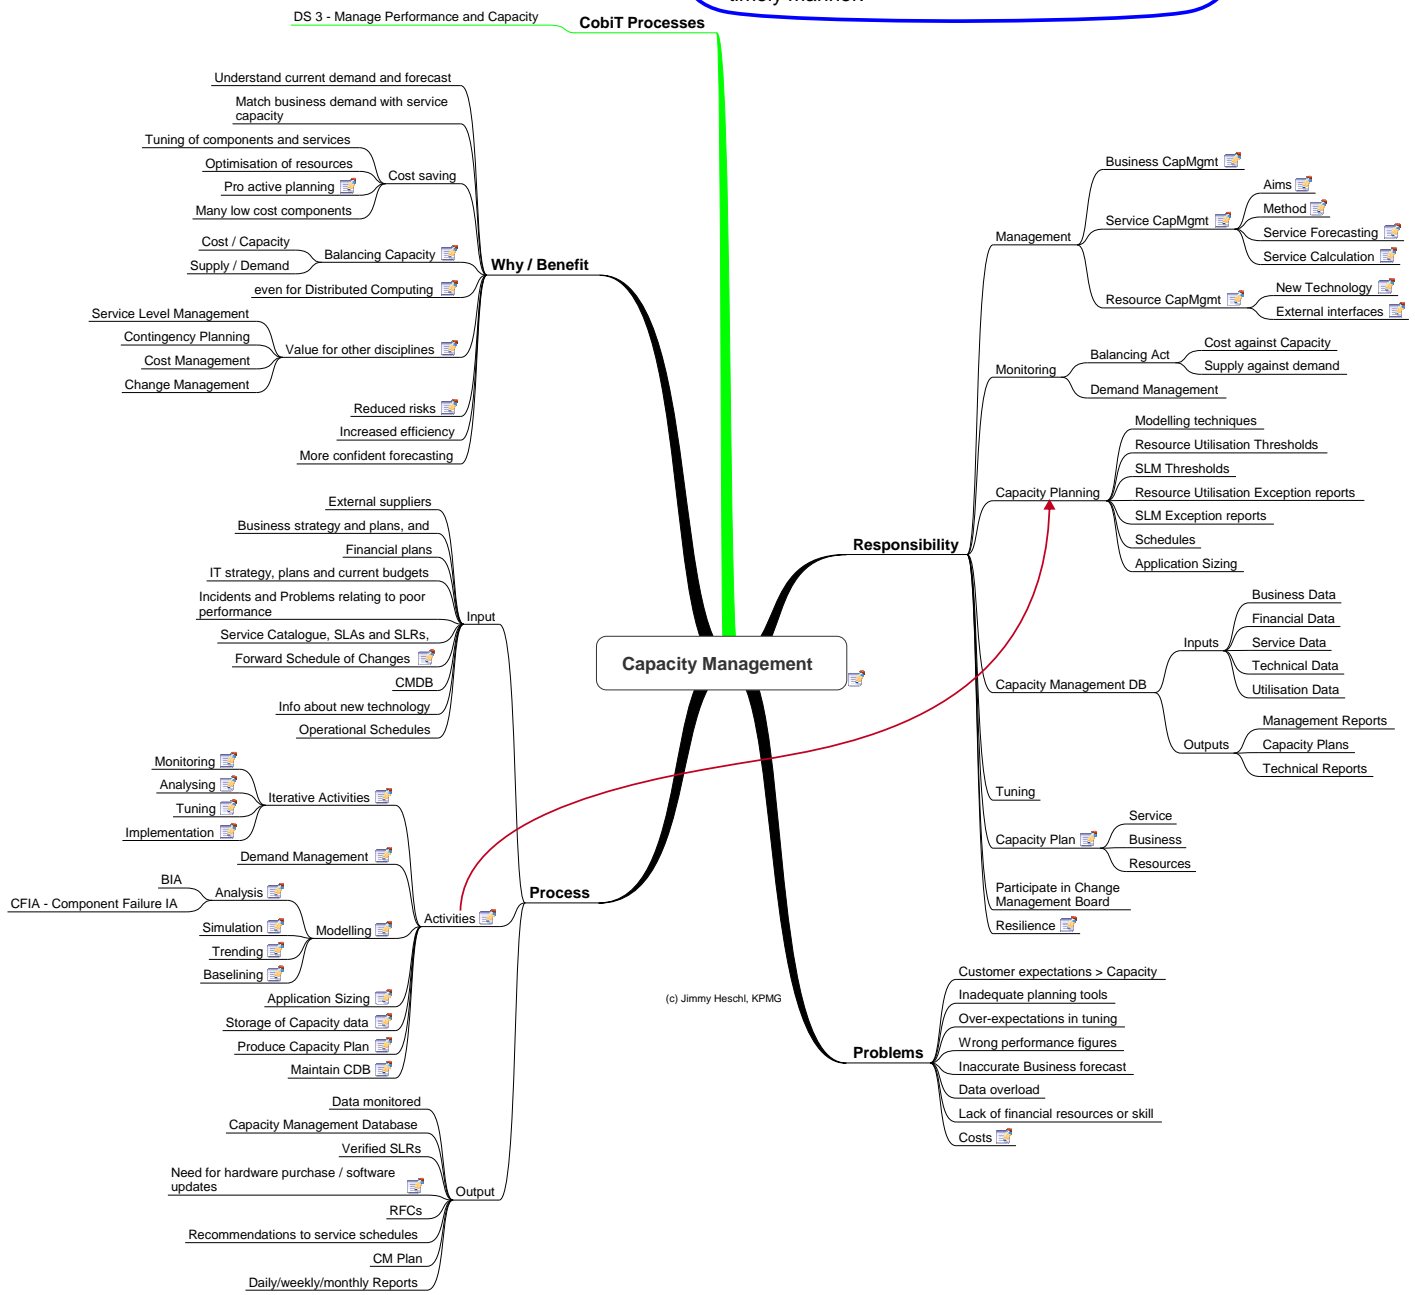 DS 3 - Manage Performance and Capacity
CobiT Processes
Understand current demand and forecast
Match business demand with service
capacity
Tuning of components and services
Optimisation of resources
Pro active planning
Many low cost components
Cost saving
Cost / Capacity
Supply / Demand
Balancing Capacity
even for Distributed Computing
Service Level Management
Contingency Planning
Cost Management
Change Management
Value for other disciplines
Reduced risks
Increased efficiency
More confident forecasting
Why / Benefit
External suppliers
Business strategy and plans, and
Financial plans
IT strategy, plans and current budgets
Incidents and Problems relating to poor
performance
Service Catalogue, SLAs and SLRs,
Forward Schedule of Changes
CMDB
Info about new technology
Operational Schedules
Input
Monitoring
Analysing
Tuning
Implementation
Iterative Activities
Demand Management
BIA
CFIA - Component Failure IA
Analysis
Simulation
Trending
Baselining
Modelling
Application Sizing
Storage of Capacity data
Produce Capacity Plan
Maintain CDB
Activities
Data monitored
Capacity Management Database
Verified SLRs
Need for hardware purchase / software
updates
RFCs
Recommendations to service schedules
CM Plan
Daily/weekly/monthly Reports
Output
Process
Capacity Management
(c) Jimmy Heschl, KPMG
Responsibility
Management
Business CapMgmt
Service CapMgmt
Aims
Method
Service Forecasting
Service Calculation
Resource CapMgmt
New Technology
External interfaces
Monitoring
Balancing Act
Cost against Capacity
Supply against demand
Demand Management
Capacity Planning
Modelling techniques
Resource Utilisation Thresholds
SLM Thresholds
Resource Utilisation Exception reports
SLM Exception reports
Schedules
Application Sizing
Capacity Management DB
Inputs
Business Data
Financial Data
Service Data
Technical Data
Utilisation Data
Outputs
Management Reports
Capacity Plans
Technical Reports
Tuning
Capacity Plan
Service
Business
Resources
Participate in Change
Management Board
Resilience
Problems
Customer expectations > Capacity
Inadequate planning tools
Over-expectations in tuning
Wrong performance figures
Inaccurate Business forecast
Data overload
Lack of financial resources or skill
Costs